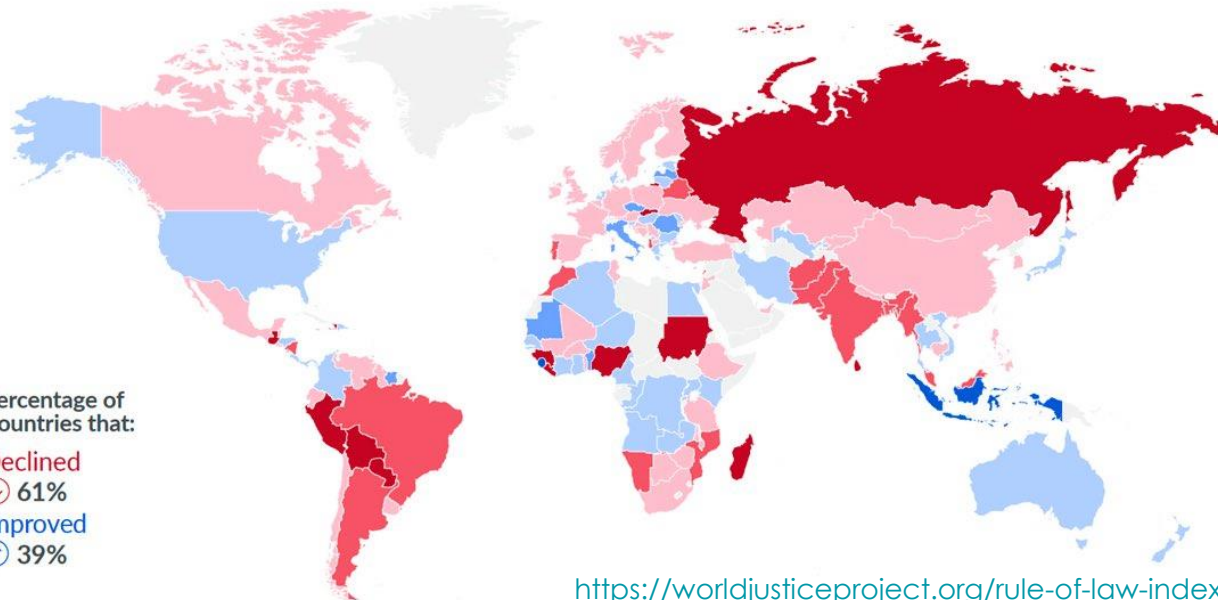 ercentage of
ountries that:
eclined
61%
mproved
39%
https://worldjusticeproject.org/rule-of-law-index